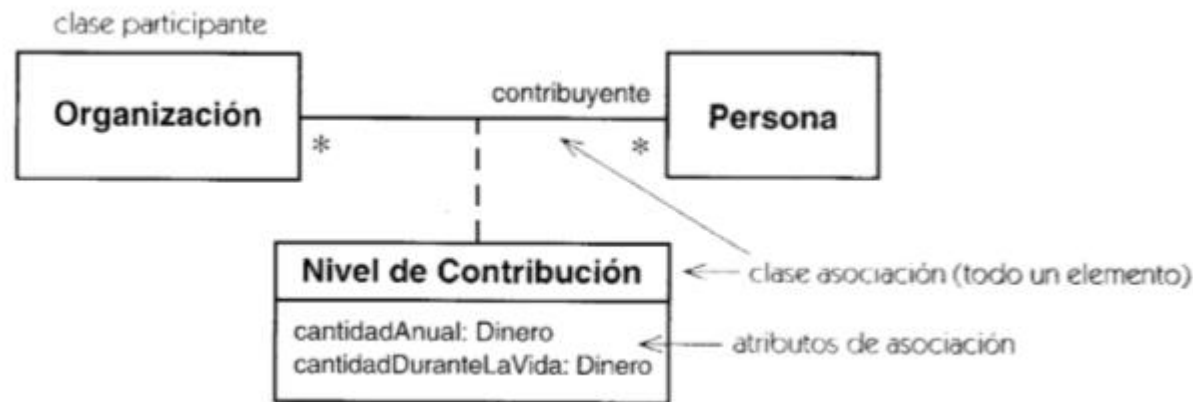 clase participante
Organización
contribuyente
Persona
*
*
Nivel de Contribución
clase asociación (todo un elemento)
cantidadAnual: Dinero
atributos de asociación
cantidadDuranteLaVida: Dinero